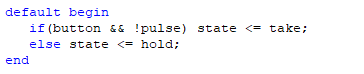 default begin
if(button && !pulse) state <= take;
else state <= hold;
end